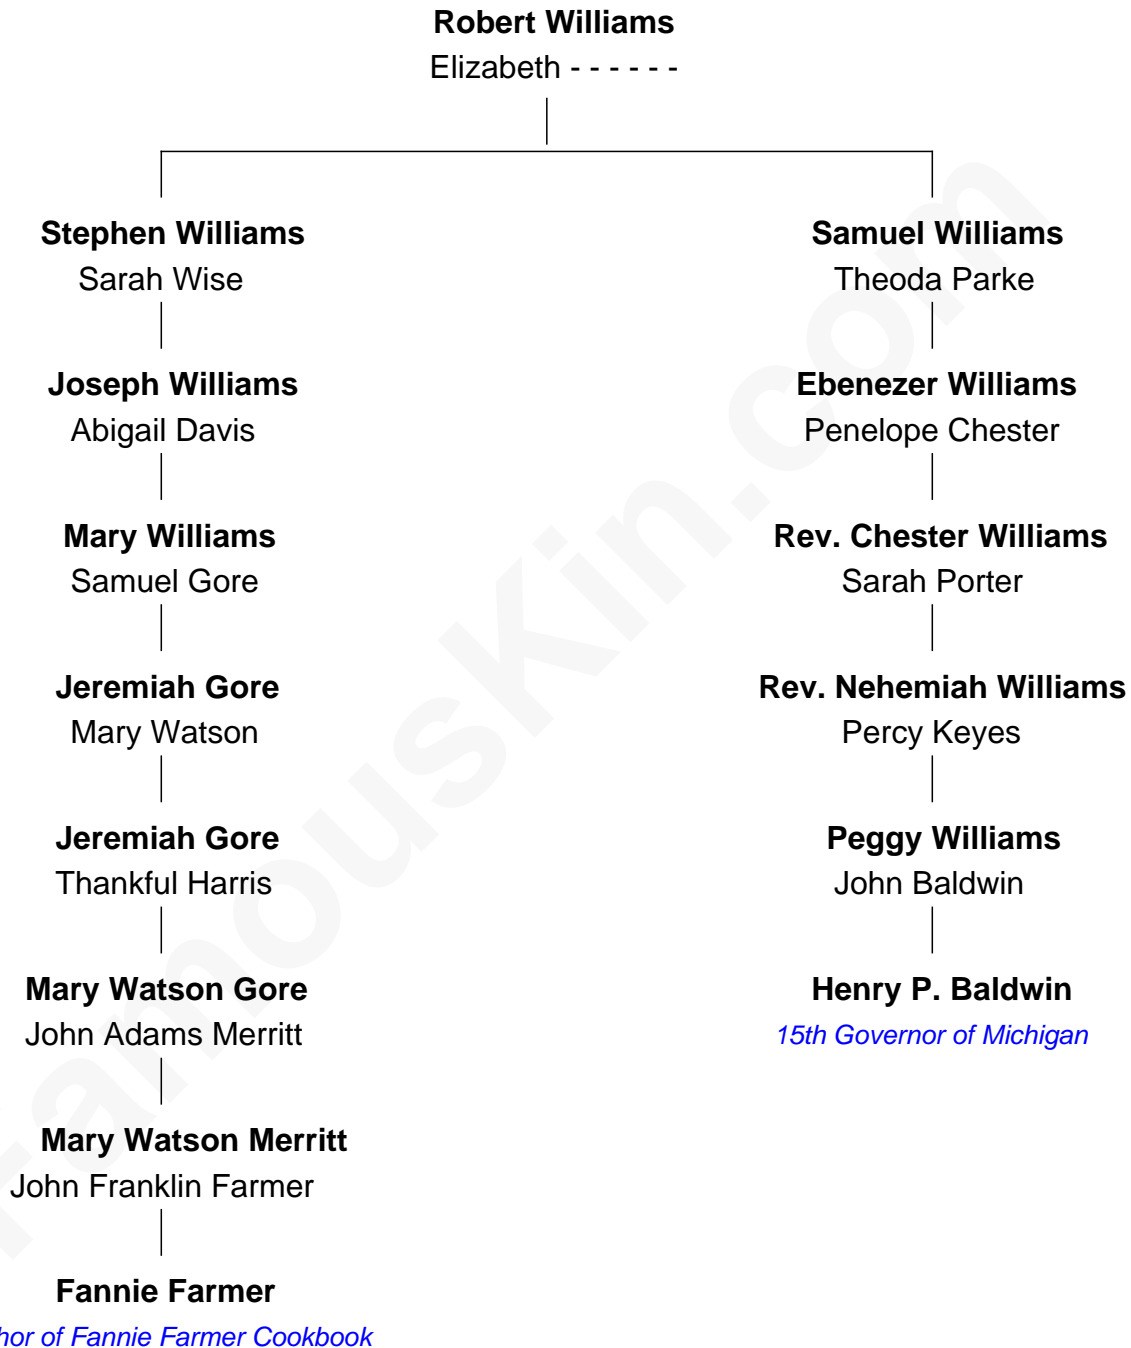 Robert Williams
Elizabeth - - - - - -
Stephen Williams
Sarah Wise
Joseph Williams
Abigail Davis
Mary Williams
Samuel Gore
Jeremiah Gore
Mary Watson
Jeremiah Gore
Thankful Harris
Mary Watson Gore
John Adams Merritt
Mary Watson Merritt
John Franklin Farmer
Fannie Farmer
hor of Fannie Farmer Cookbook
Samuel Williams
Theoda Parke
Ebenezer Williams
Penelope Chester
Rev. Chester Williams
Sarah Porter
Rev. Nehemiah Williams
Percy Keyes
Peggy Williams
John Baldwin
Henry P. Baldwin
15th Governor of Michigan
FamousKin.com